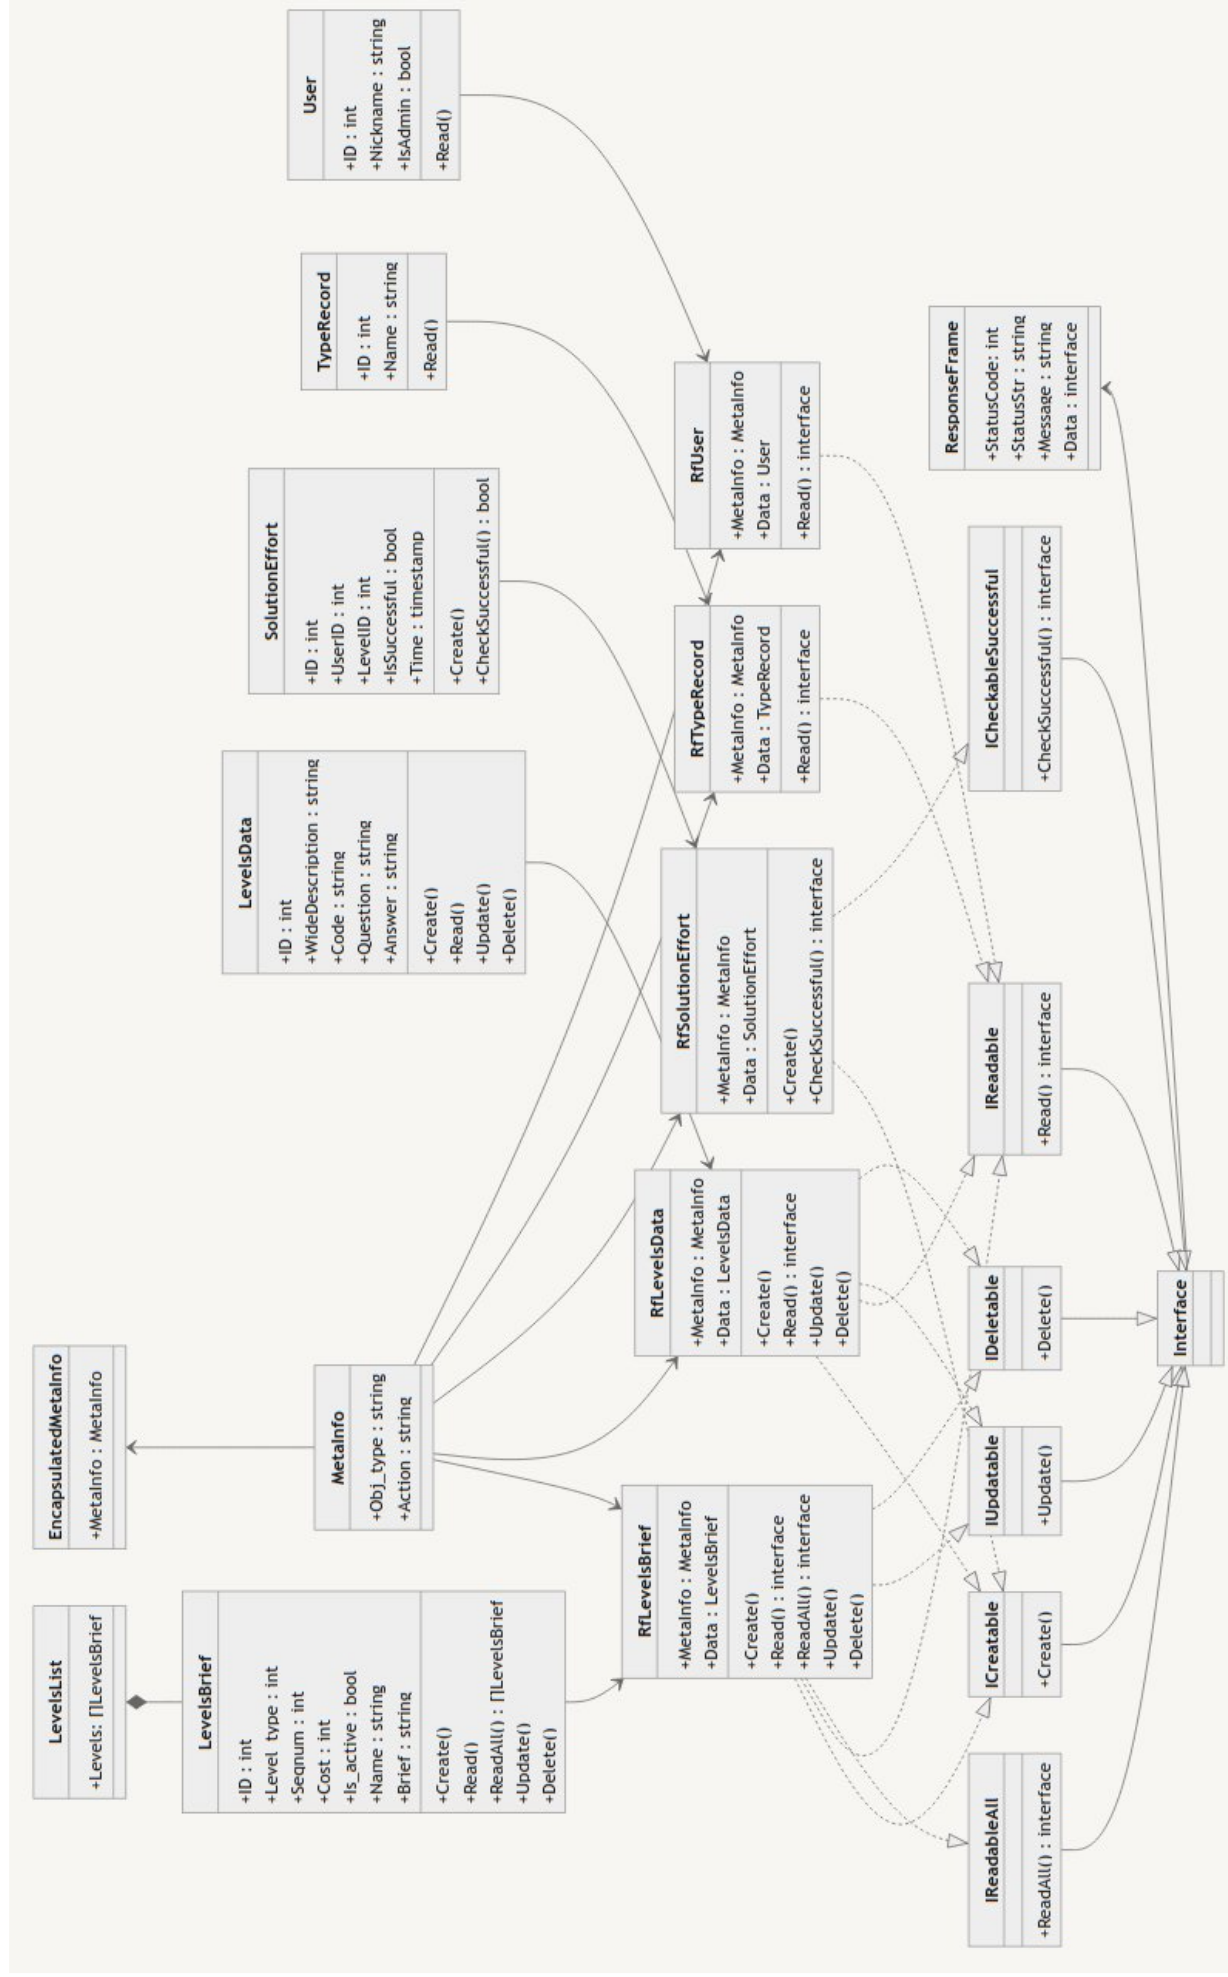 LevelsList
+Levels: []LevelsBrief
EncapsulatedMetaInfo
+MetaInfo : MetaInfo
LevelsBrief
+ID : int
+Level_type : int
+Seqnum : int
+Cost : int
+Is_active : bool
+Name : string
+Brief : string
+Create()
+Read()
+ReadAll() : []LevelsBrief
+Update()
+Delete()
MetaInfo
+Obj_type : string
+Action : string
LevelsData
+ID : int
+WideDescription : string
+Code : string
+Question : string
+Answer : string
+Create()
+Read()
+Update()
+Delete()
SolutionEffort
+ID : int
+UserID : int
+LevelID : int
+IsSuccessful : bool
+Time : timestamp
+Create()
+CheckSuccessful() : bool
TypeRecord
+ID : int
+Name : string
+Read()
User
+ID : int
+Nickname : string
+IsAdmin : bool
+Read()
RfLevelsBrief
+MetaInfo : MetaInfo
+Data : LevelsBrief
+Create()
+Read() : interface
+ReadAll() : interface
+Update()
+Delete()
RfLevelsData
+MetaInfo : MetaInfo
+Data : LevelsData
+Create()
+Read() : interface
+Update()
+Delete()
RfSolutionEffort
+MetaInfo : MetaInfo
+Data : SolutionEffort
+Create()
+CheckSuccessful() : interface
RfTypeRecord
+MetaInfo : MetaInfo
+Data : TypeRecord
+Read() : interface
RfUser
+MetaInfo : MetaInfo
+Data : User
+Read() : interface
IReadableAll
+ReadAll() : interface
ICreatable
+Create()
IUpdatable
+Update()
IDeletable
+Delete()
IReadable
+Read() : interface
ICheckableSuccessful
+CheckSuccessful() : interface
ResponseFrame
+StatusCode: int
+StatusStr : string
+Message : string
+Data : interface
Interface